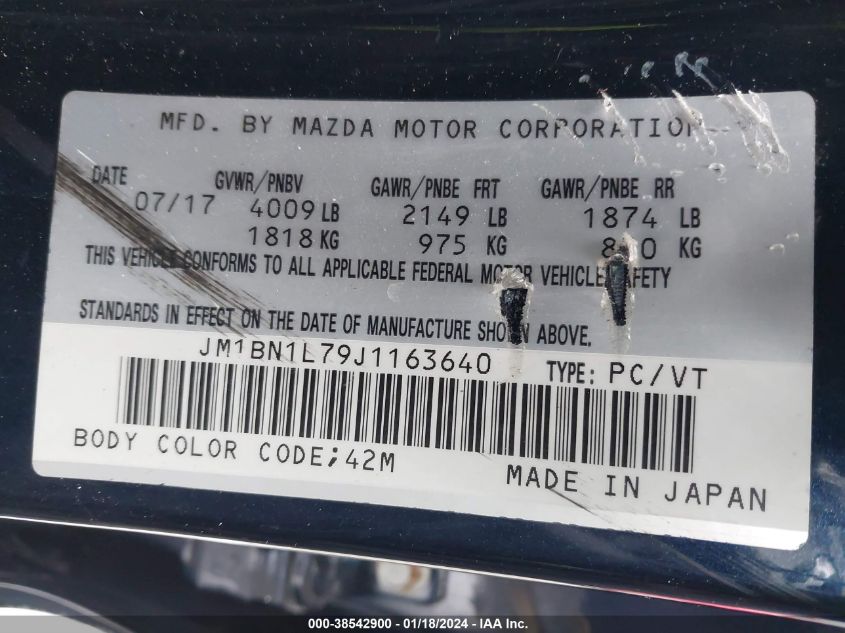 MFD. BY MAZDA MOTOR CORPORATION
DATE GVWR/PNBV GAWR/PNBE FRT GAWR/PNBE RR
07/17 4009 LB 2149 LB 1874 LB
1818 KG 975 KG KG
THIS VEHICLE CONFORMS TO ALL APPLICABLE FEDERAL MOTOR VEHICLE SAFETY
STANDARDS IN EFFECT ON THE DATE OF MANUFACTURE SHOWN ABOVE.
JM1BN1L79J1163640 TYPE: PC/VT
BODY COLOR CODE;42M
MADE IN JAPAN
000-38542900 - 01/18/2024 - IAA Inc.